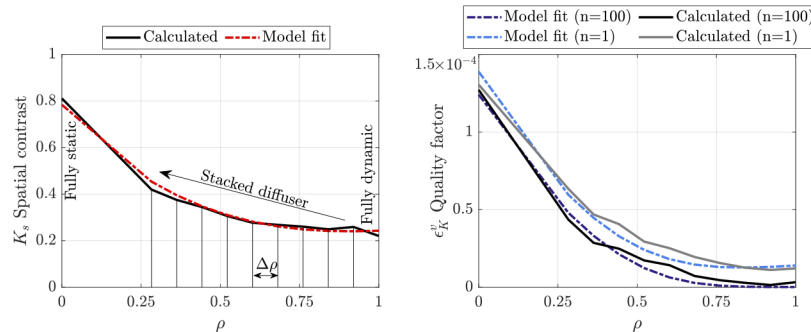 Calculated Model fit
1
0.8
0.6
0.4
0.2
0
K_s Spatial contrast
Fully static
Stacked diffuser
Fully dynamic
Δρ
0 0.25 0.5 0.75 1
ρ
Model fit (n=100) Calculated (n=100)
Model fit (n=1) Calculated (n=1)
1.5×10⁻⁴
1
0.5
0
ϵ^v_K Quality factor
0 0.25 0.5 0.75 1
ρ